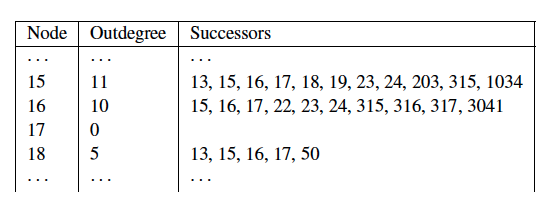 Node Outdegree Successors
... ... ...
15 11 13, 15, 16, 17, 18, 19, 23, 24, 203, 315, 1034
16 10 15, 16, 17, 22, 23, 24, 315, 316, 317, 3041
17 0
18 5 13, 15, 16, 17, 50
... ... ...